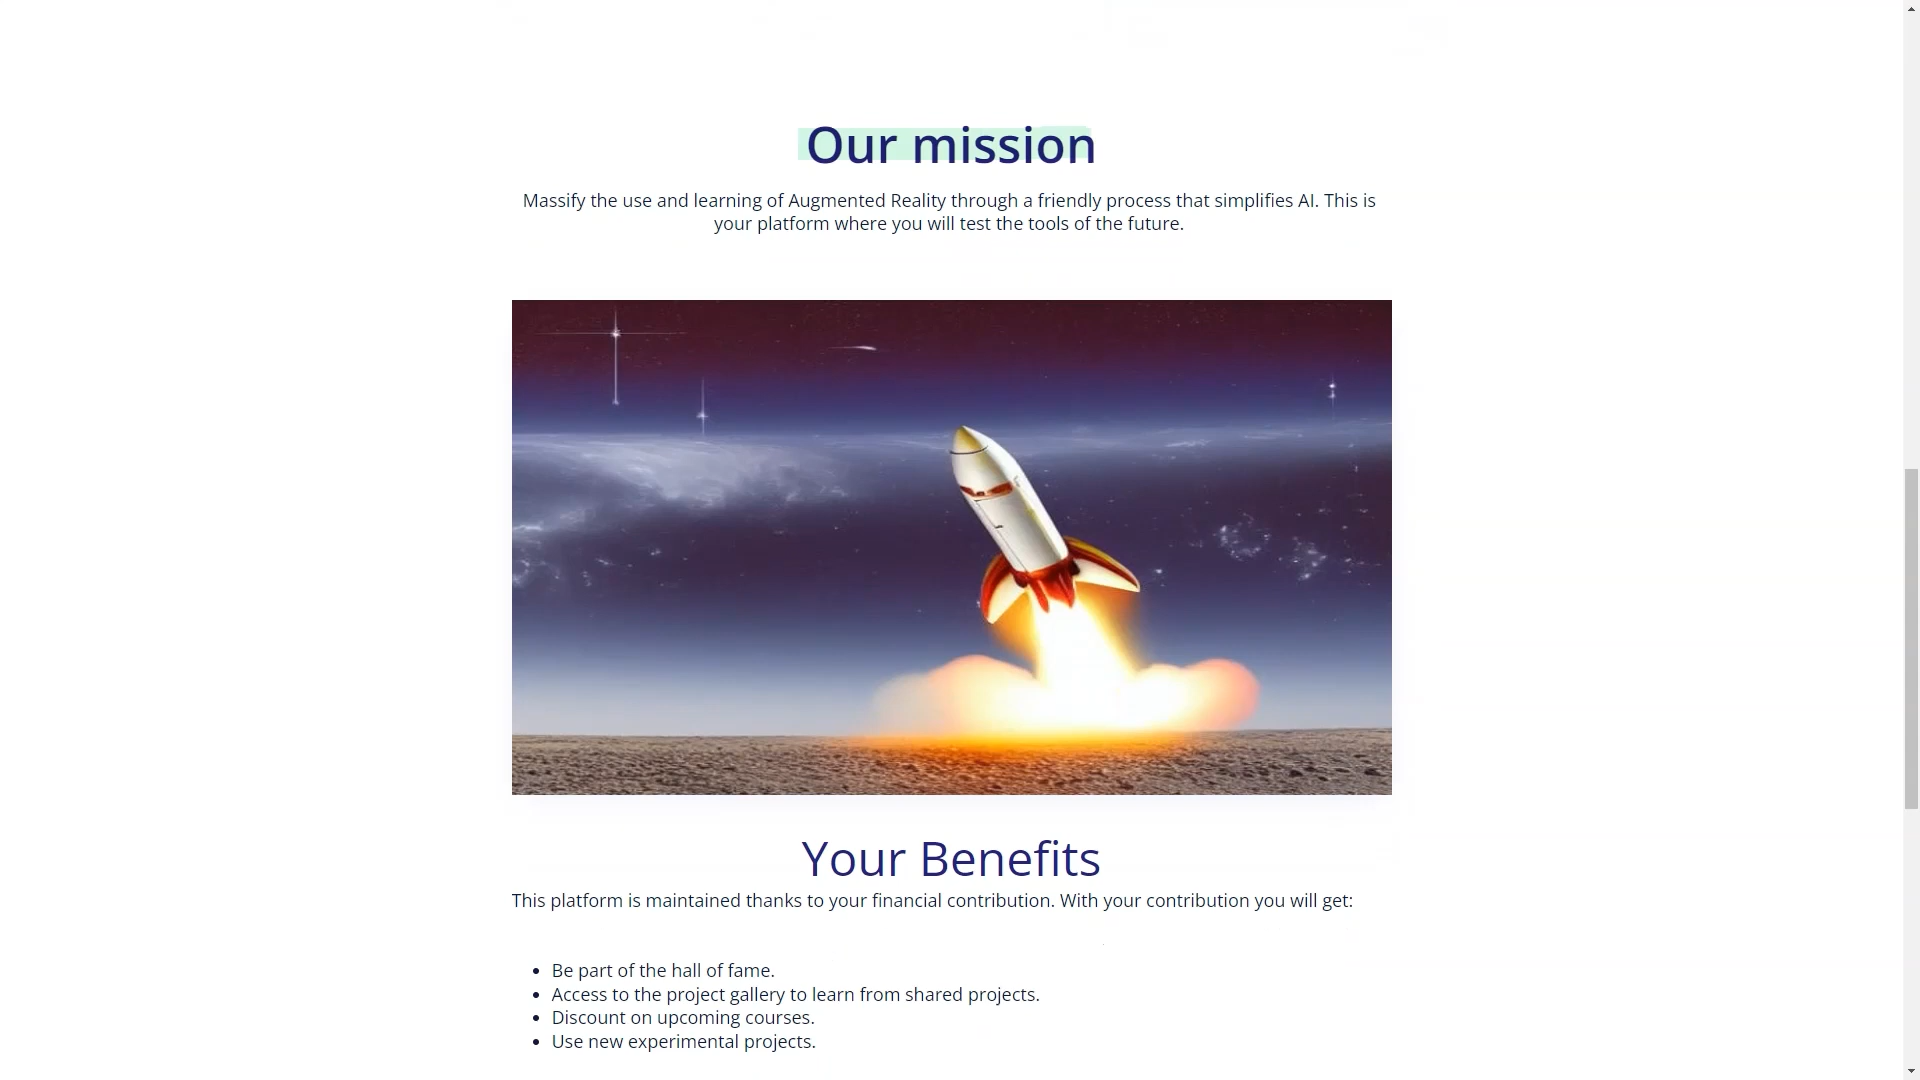 Our mission
Massify the use and learning of Augmented Reality through a friendly process that simplifies AI. This is
your platform where you will test the tools of the future.
Your Benefits
This platform is maintained thanks to your financial contribution. With your contribution you will get:
• Be part of the hall of fame.
• Access to the project gallery to learn from shared projects.
• Discount on upcoming courses.
• Use new experimental projects.